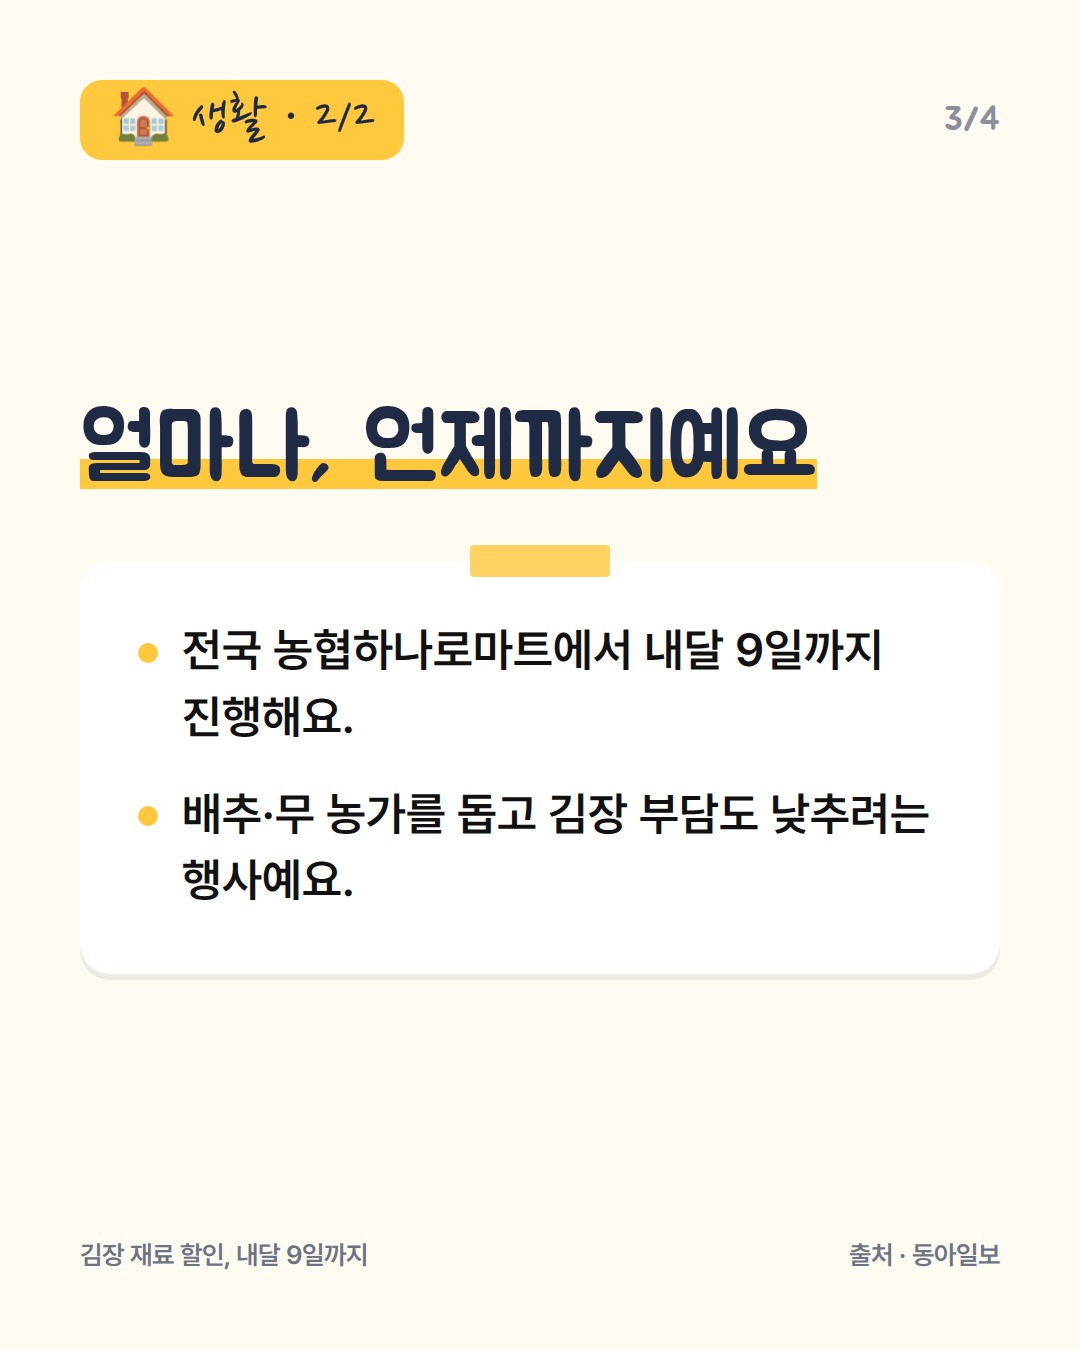 생활 · 2/2
3/4
얼마나, 언제까지예요
전국 농협하나로마트에서 내달 9일까지
진행해요.
배추·무 농가를 돕고 김장 부담도 낮추려는
행사예요.
김장 재료 할인, 내달 9일까지
출처 · 동아일보